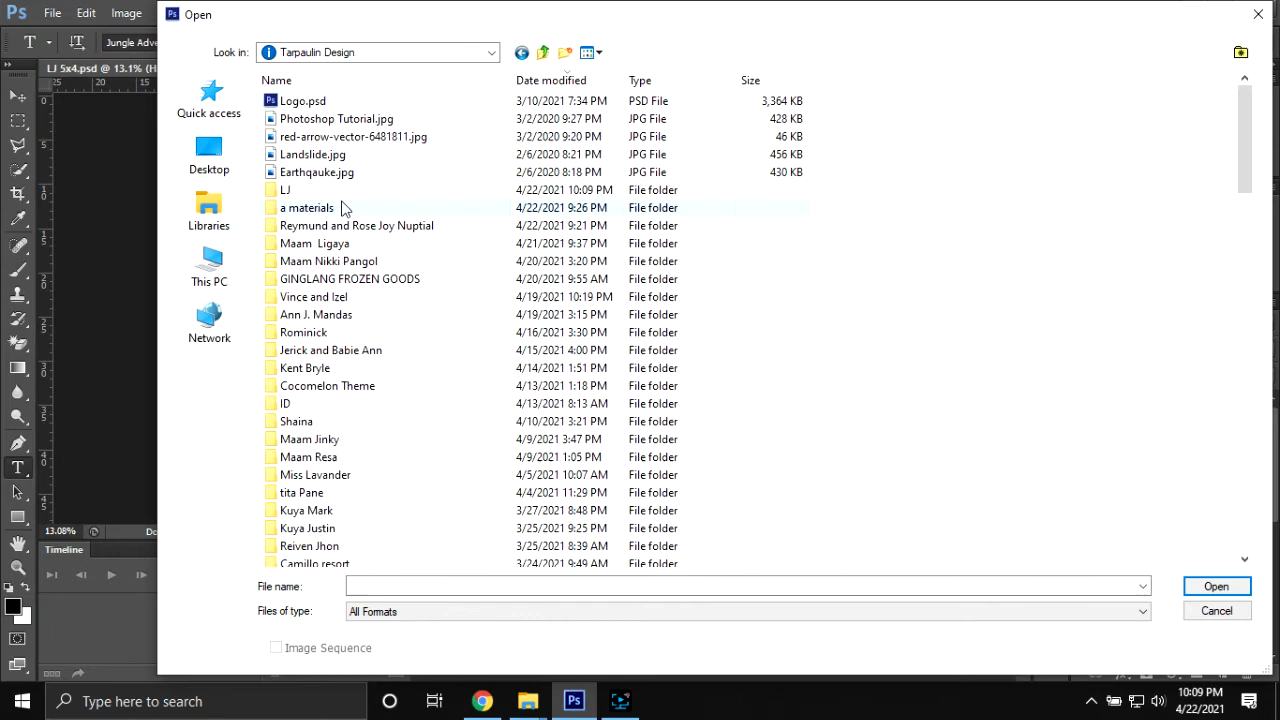 Ps File Edit Image
Ps Open
T Jungle Adve
Look in: Tarpaulin Design
LJ 5x4.psd @ 13.1% (H
Name Date modified Type Size
Quick access
Desktop
Libraries
This PC
Network
Logo.psd 3/10/2021 7:34 PM PSD File 3,364 KB
Photoshop Tutorial.jpg 3/2/2020 9:27 PM JPG File 428 KB
red-arrow-vector-6481811.jpg 3/2/2020 9:20 PM JPG File 46 KB
Landslide.jpg 2/6/2020 8:21 PM JPG File 456 KB
Earthqauke.jpg 2/6/2020 8:18 PM JPG File 430 KB
LJ 4/22/2021 10:09 PM File folder
a materials 4/22/2021 9:26 PM File folder
Reymund and Rose Joy Nuptial 4/22/2021 9:21 PM File folder
Maam Ligaya 4/21/2021 9:37 PM File folder
Maam Nikki Pangol 4/20/2021 3:20 PM File folder
GINGLANG FROZEN GOODS 4/20/2021 9:55 AM File folder
Vince and Izel 4/19/2021 10:19 PM File folder
Ann J. Mandas 4/19/2021 3:15 PM File folder
Rominick 4/16/2021 3:30 PM File folder
Jerick and Babie Ann 4/15/2021 4:00 PM File folder
Kent Bryle 4/14/2021 1:51 PM File folder
Cocomelon Theme 4/13/2021 1:18 PM File folder
ID 4/13/2021 8:13 AM File folder
Shaina 4/10/2021 3:21 PM File folder
Maam Jinky 4/9/2021 3:47 PM File folder
Maam Resa 4/9/2021 1:05 PM File folder
Miss Lavander 4/5/2021 10:07 AM File folder
tita Pane 4/4/2021 11:29 PM File folder
Kuya Mark 3/27/2021 8:48 PM File folder
Kuya Justin 3/25/2021 9:25 PM File folder
Reiven Jhon 3/25/2021 8:39 AM File folder
Camillo resort 3/24/2021 9:49 AM File folder
13.08% Do
Timeline
File name: Open
Files of type: All Formats Cancel
Image Sequence
Type here to search
Ps
10:09 PM
4/22/2021